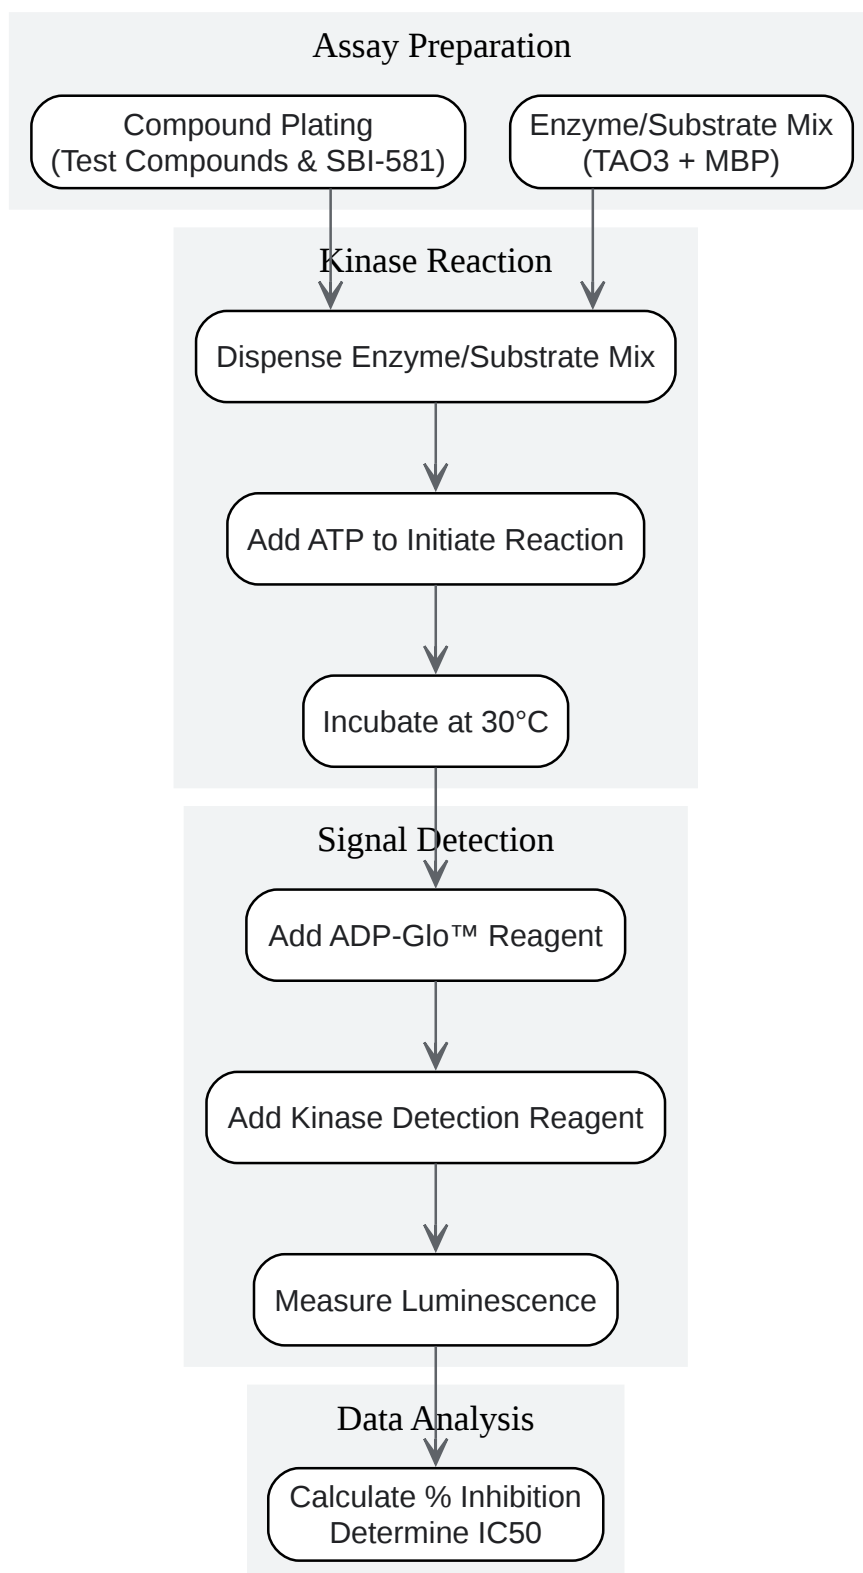 Assay Preparation
Compound Plating
(Test Compounds & SBI-581)
Enzyme/Substrate Mix
(TAO3 + MBP)
Kinase Reaction
Dispense Enzyme/Substrate Mix
Add ATP to Initiate Reaction
Incubate at 30°C
Signal Detection
Add ADP-Glo™ Reagent
Add Kinase Detection Reagent
Measure Luminescence
Data Analysis
Calculate % Inhibition
Determine IC50